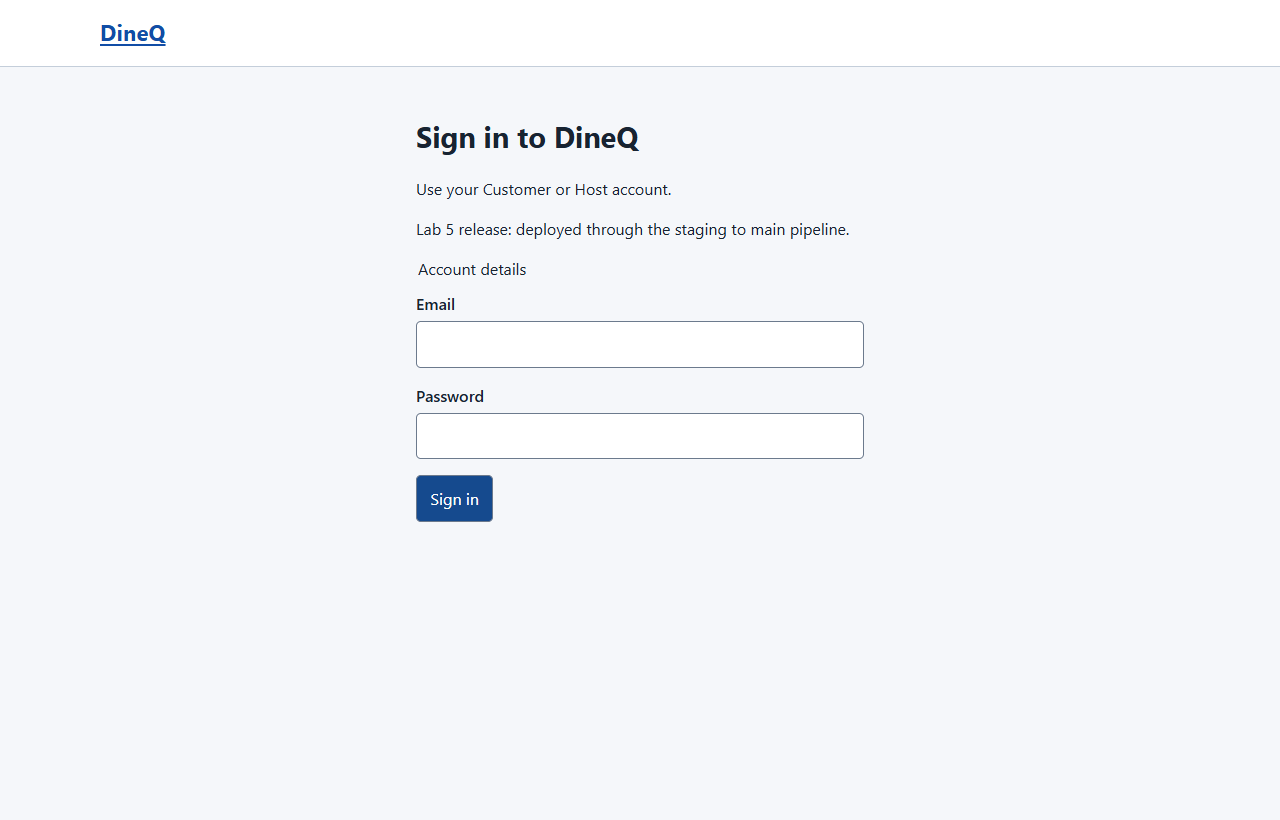 DineQ
Sign in to DineQ
Use your Customer or Host account.
Lab 5 release: deployed through the staging to main pipeline.
Account details
Email
Password
Sign in